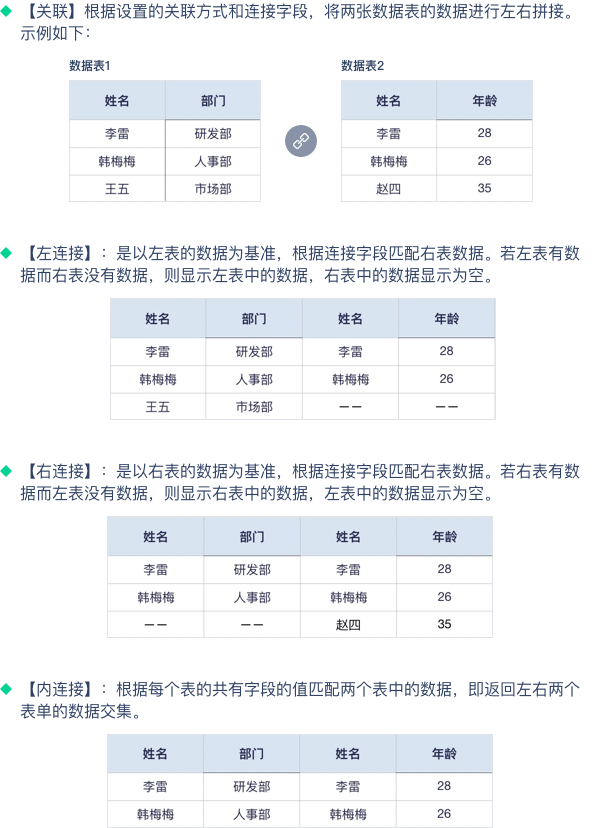 【关联】根据设置的关联方式和连接字段，将两张数据表的数据进行左右拼接。
示例如下：
数据表1 数据表2
姓名 部门 姓名 年龄
李雷 研发部 李雷 28
韩梅梅 人事部 韩梅梅 26
王五 市场部 赵四 35
【左连接】：是以左表的数据为基准，根据连接字段匹配右表数据。若左表有数
据而右表没有数据，则显示左表中的数据，右表中的数据显示为空。
姓名 部门 姓名 年龄
李雷 研发部 李雷 28
韩梅梅 人事部 韩梅梅 26
王五 市场部 —— ——
【右连接】：是以右表的数据为基准，根据连接字段匹配右表数据。若右表有数
据而左表没有数据，则显示右表中的数据，左表中的数据显示为空。
姓名 部门 姓名 年龄
李雷 研发部 李雷 28
韩梅梅 人事部 韩梅梅 26
—— —— 赵四 35
【内连接】：根据每个表的共有字段的值匹配两个表中的数据，即返回左右两个
表单的数据交集。
姓名 部门 姓名 年龄
李雷 研发部 李雷 28
韩梅梅 人事部 韩梅梅 26